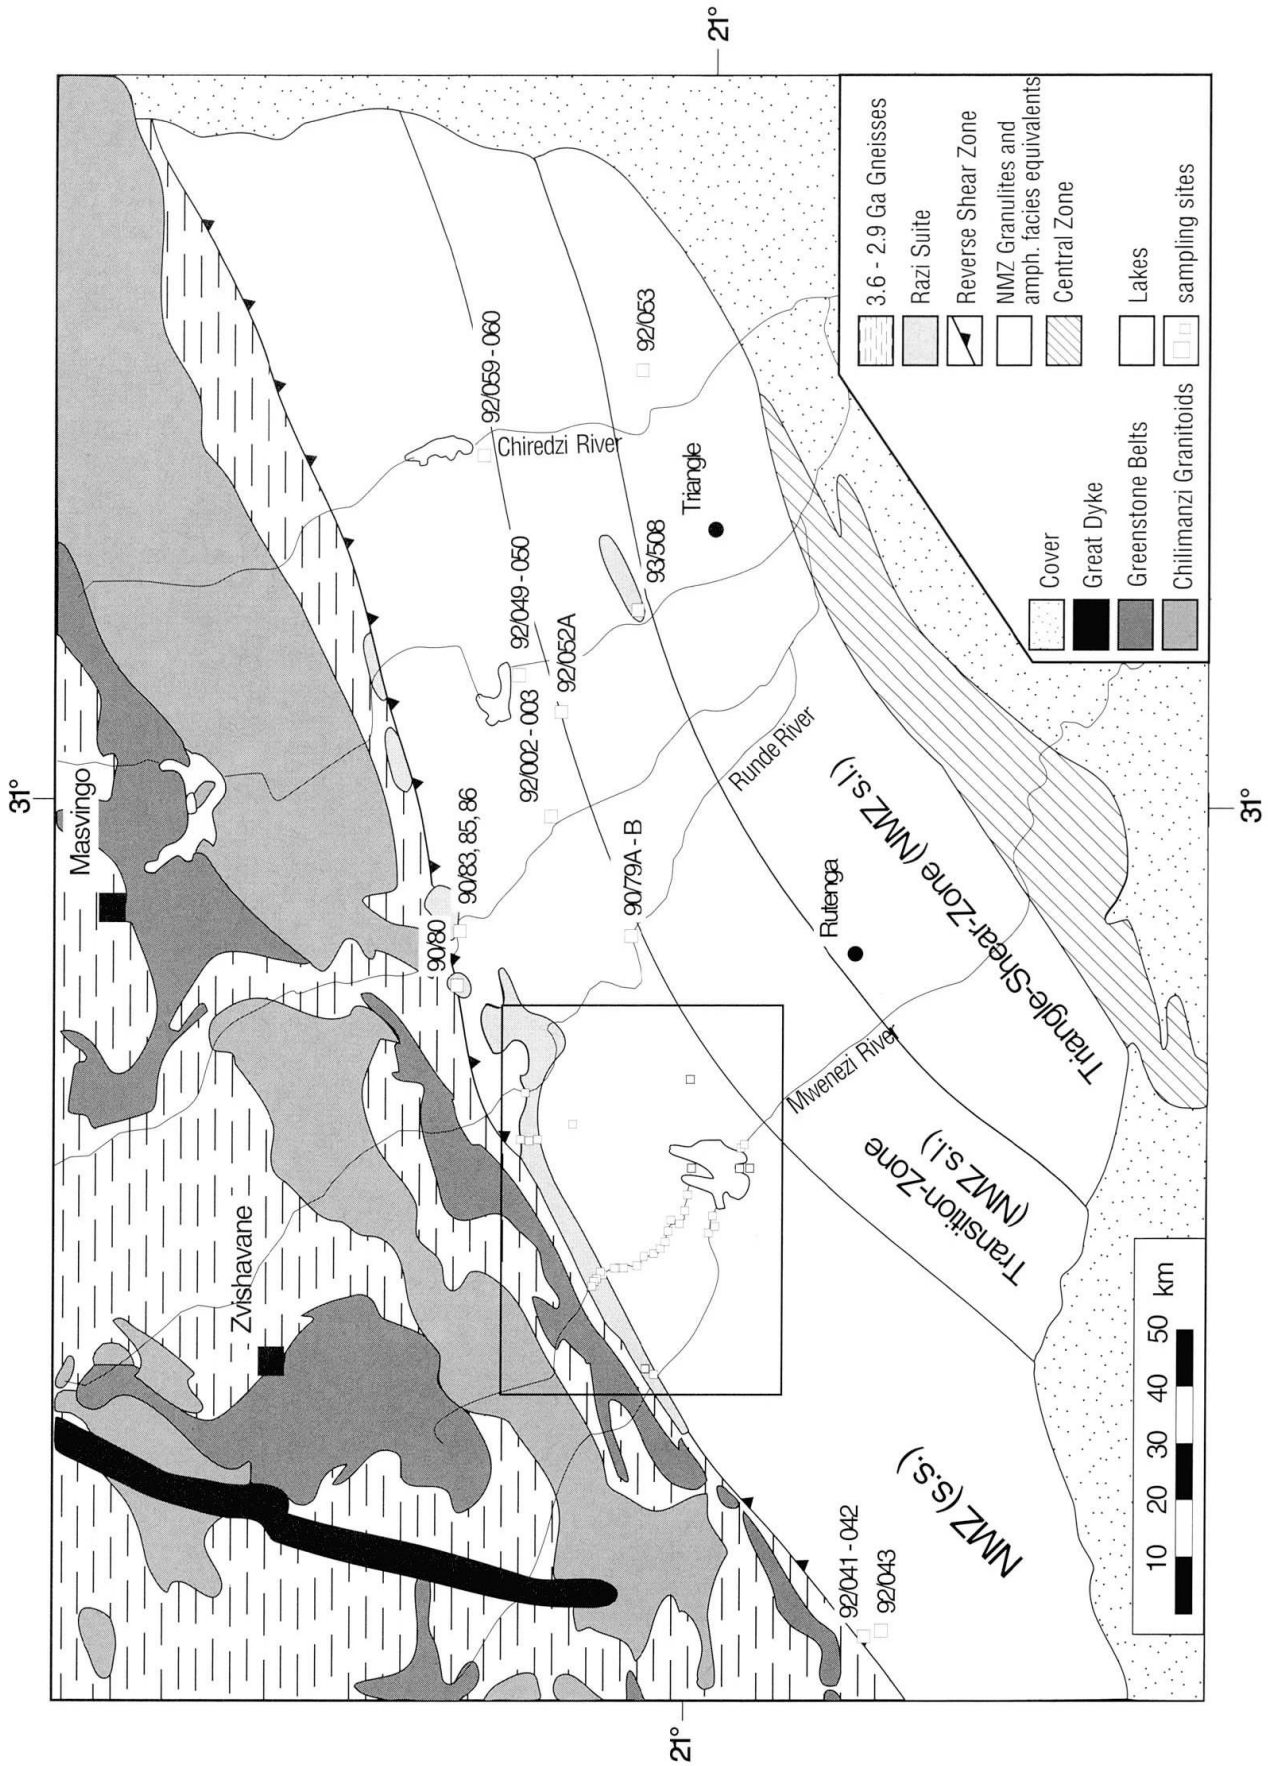 21°
31°
Masvingo
Zvishavane
92/059 - 060
92/053
Chiredzi River
Triangle
93/508
92/049 - 050
92/052A
92/002 - 003
90/83, 85, 86
90/80
90/79A - B
Runde River
Rutenga
Mwenezi River
Triangle-Shear-Zone (NMZ s.l.)
Transition-Zone
(NMZ s.l.)
NMZ (s.s.)
92/041 - 042
92/043
31°
21°
Cover
Great Dyke
Greenstone Belts
Chilimanzi Granitoids
3.6 - 2.9 Ga Gneisses
Razi Suite
Reverse Shear Zone
NMZ Granulites and
amph. facies equivalents
Central Zone
Lakes
sampling sites
10 20 30 40 50 km